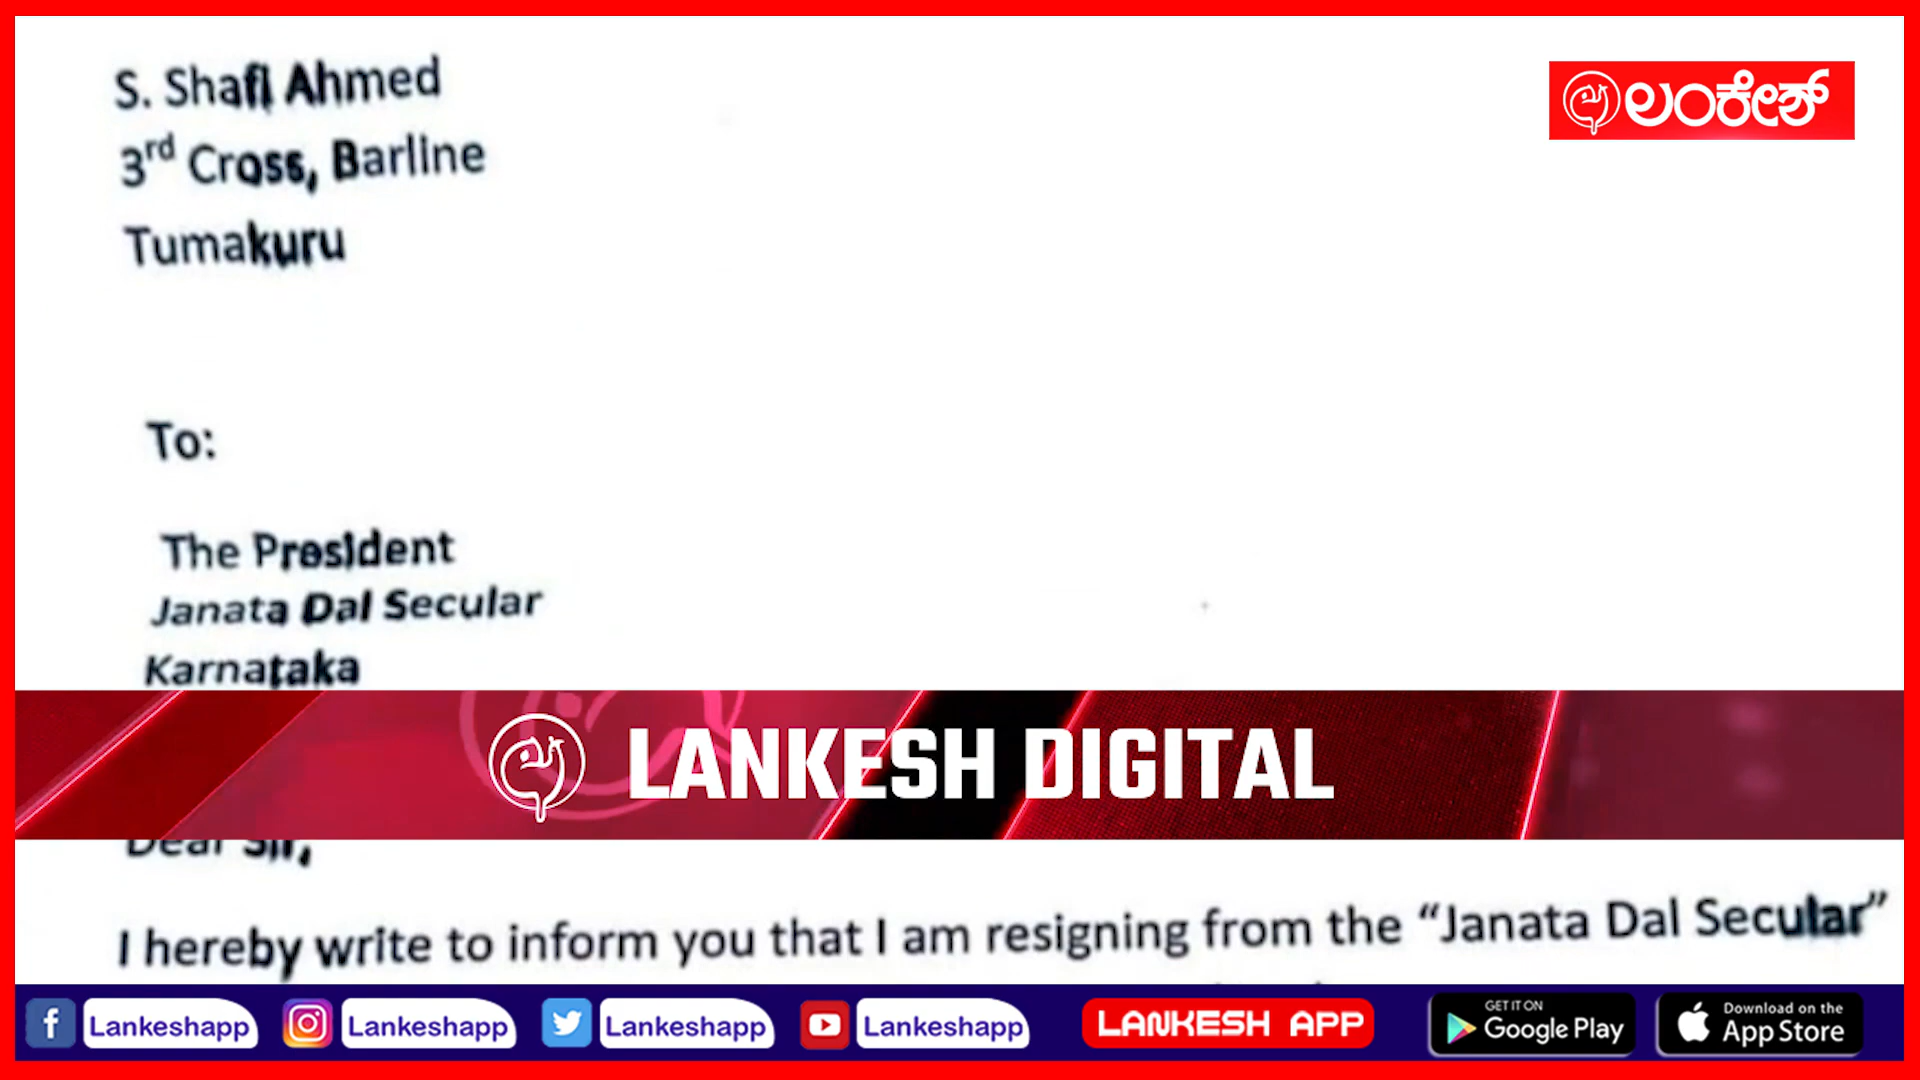 S. Shafi Ahmed
ಲಂಕೇಶ್
3rd Cross, Barline
Tumakuru
To:
The President
Janata Dal Secular
Karnataka
LANKESH DIGITAL
Dear Sir,
I hereby write to inform you that I am resigning from the “Janata Dal Secular”
Lankeshapp
Lankeshapp
Lankeshapp
Lankeshapp
LANKESH APP
GET IT ON
Google Play
Download on the
App Store